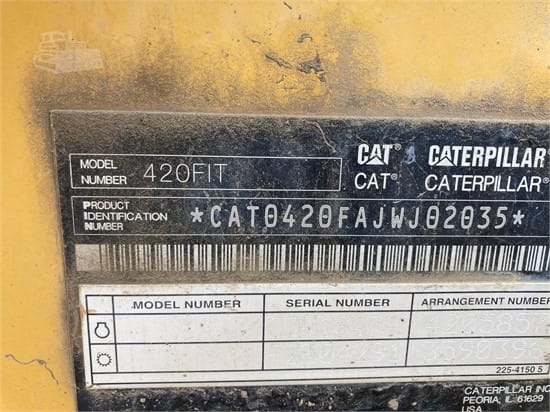 CAT® CATERPILLAR
MODEL NUMBER 420FIT
CAT® CATERPILLAR
PRODUCT IDENTIFICATION NUMBER *CAT0420FAJWJ02035*
MODEL NUMBER SERIAL NUMBER ARRANGEMENT NUMBER
225-4150 5
CATERPILLAR INC
PEORIA, IL 61629
USA